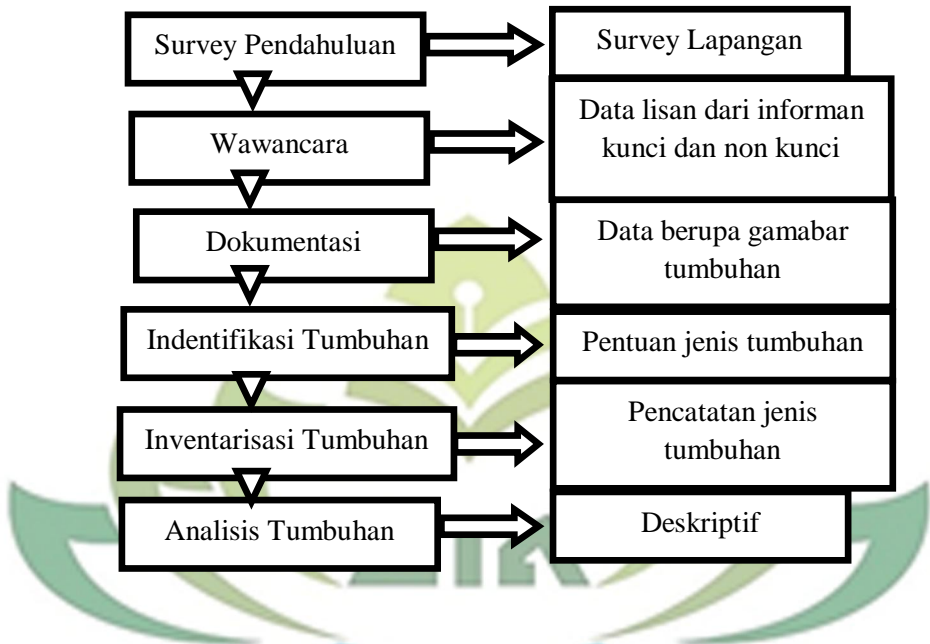 Survey Pendahuluan
Survey Lapangan
Wawancara
Data lisan dari informan
kunci dan non kunci
Dokumentasi
Data berupa gamabar
tumbuhan
Indentifikasi Tumbuhan
Pentuan jenis tumbuhan
Inventarisasi Tumbuhan
Pencatatan jenis
tumbuhan
Analisis Tumbuhan
Deskriptif